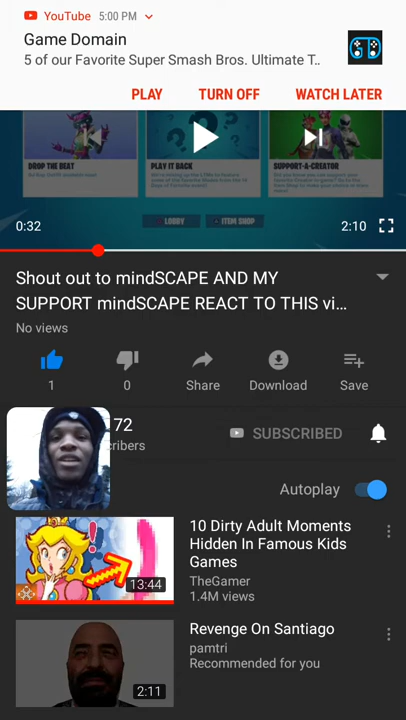 YouTube 5:00 PM
Game Domain
5 of our Favorite Super Smash Bros. Ultimate T..
PLAY TURN OFF WATCH LATER
DROP THE BEAT
PLAY IT BACK
SUPPORT-A-CREATOR
LOBBY
ITEM SHOP
0:32
2:10
Shout out to mindSCAPE AND MY
SUPPORT mindSCAPE REACT TO THIS vi...
No views
1
0
Share
Download
Save
72
cribers
SUBSCRIBED
Autoplay
13:44
10 Dirty Adult Moments
Hidden In Famous Kids
Games
TheGamer
1.4M views
2:11
Revenge On Santiago
pamtri
Recommended for you